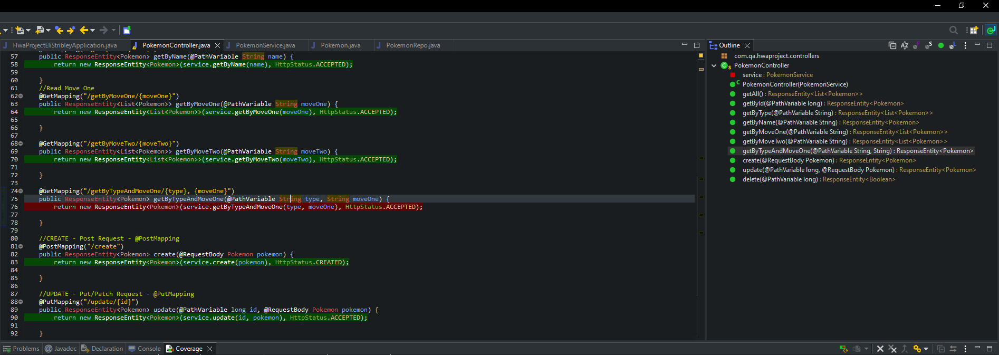 HwaProjectEliStribleyApplication.java
PokemonController.java
PokemonService.java
Pokemon.java
PokemonRepo.java
57 public ResponseEntity<Pokemon> getByName(@PathVariable String name) {
58 return new ResponseEntity<Pokemon>(service.getByName(name), HttpStatus.ACCEPTED);
59
60 }
61 //Read Move One
62 @GetMapping("/getByMoveOne/{moveOne}")
63 public ResponseEntity<List<Pokemon>> getByMoveOne(@PathVariable String moveOne) {
64 return new ResponseEntity<List<Pokemon>>(service.getByMoveOne(moveOne), HttpStatus.ACCEPTED);
65
66 }
67
68 @GetMapping("/getByMoveTwo/{moveTwo}")
69 public ResponseEntity<List<Pokemon>> getByMoveTwo(@PathVariable String moveTwo) {
70 return new ResponseEntity<List<Pokemon>>(service.getByMoveTwo(moveTwo), HttpStatus.ACCEPTED);
71
72 }
73
74 @GetMapping("/getByTypeAndMoveOne/{type}, {moveOne}")
75 public ResponseEntity<Pokemon> getByTypeAndMoveOne(@PathVariable String type, String moveOne) {
76 return new ResponseEntity<Pokemon>(service.getByTypeAndMoveOne(type, moveOne), HttpStatus.ACCEPTED);
77
78 }
79
80 //CREATE - Post Request - @PostMapping
81 @PostMapping("/create")
82 public ResponseEntity<Pokemon> create(@RequestBody Pokemon pokemon) {
83 return new ResponseEntity<Pokemon>(service.create(pokemon), HttpStatus.CREATED);
84
85 }
86
87 //UPDATE - Put/Patch Request - @PutMapping
88 @PutMapping("/update/{id}")
89 public ResponseEntity<Pokemon> update(@PathVariable long id, @RequestBody Pokemon pokemon) {
90 return new ResponseEntity<Pokemon>(service.update(id, pokemon), HttpStatus.ACCEPTED);
91
92 }
Outline
com.qa.hwaproject.controllers
PokemonController
service : PokemonService
PokemonController(PokemonService)
getAll() : ResponseEntity<List<Pokemon>>
getById(@PathVariable long) : ResponseEntity<Pokemon>
getByType(@PathVariable String) : ResponseEntity<List<Pokemon>>
getByName(@PathVariable String) : ResponseEntity<Pokemon>
getByMoveOne(@PathVariable String) : ResponseEntity<List<Pokemon>>
getByMoveTwo(@PathVariable String) : ResponseEntity<List<Pokemon>>
getByTypeAndMoveOne(@PathVariable String, String) : ResponseEntity<Pokemon>
create(@RequestBody Pokemon) : ResponseEntity<Pokemon>
update(@PathVariable long, @RequestBody Pokemon) : ResponseEntity<Pokemon>
delete(@PathVariable long) : ResponseEntity<Boolean>
Problems
Javadoc
Declaration
Console
Coverage